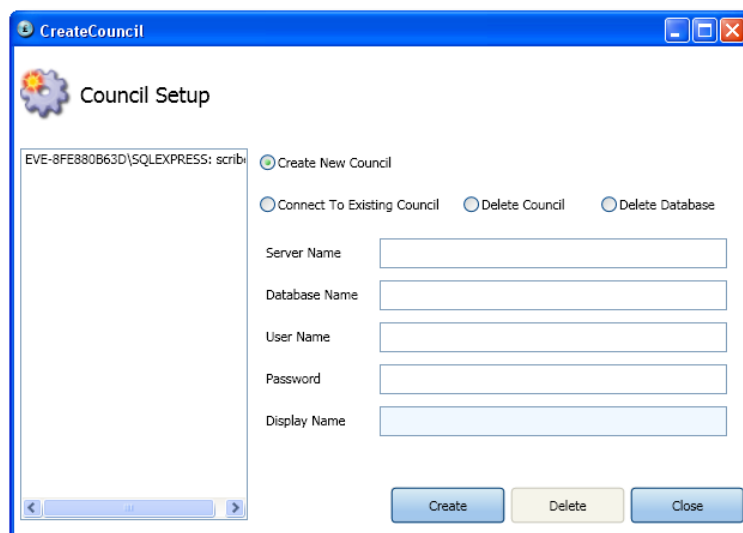 CreateCouncil
Council Setup
EVE-8FE880B63D\SQLEXPRESS: scrib
Create New Council
Connect To Existing Council Delete Council Delete Database
Server Name
Database Name
User Name
Password
Display Name
Create Delete Close